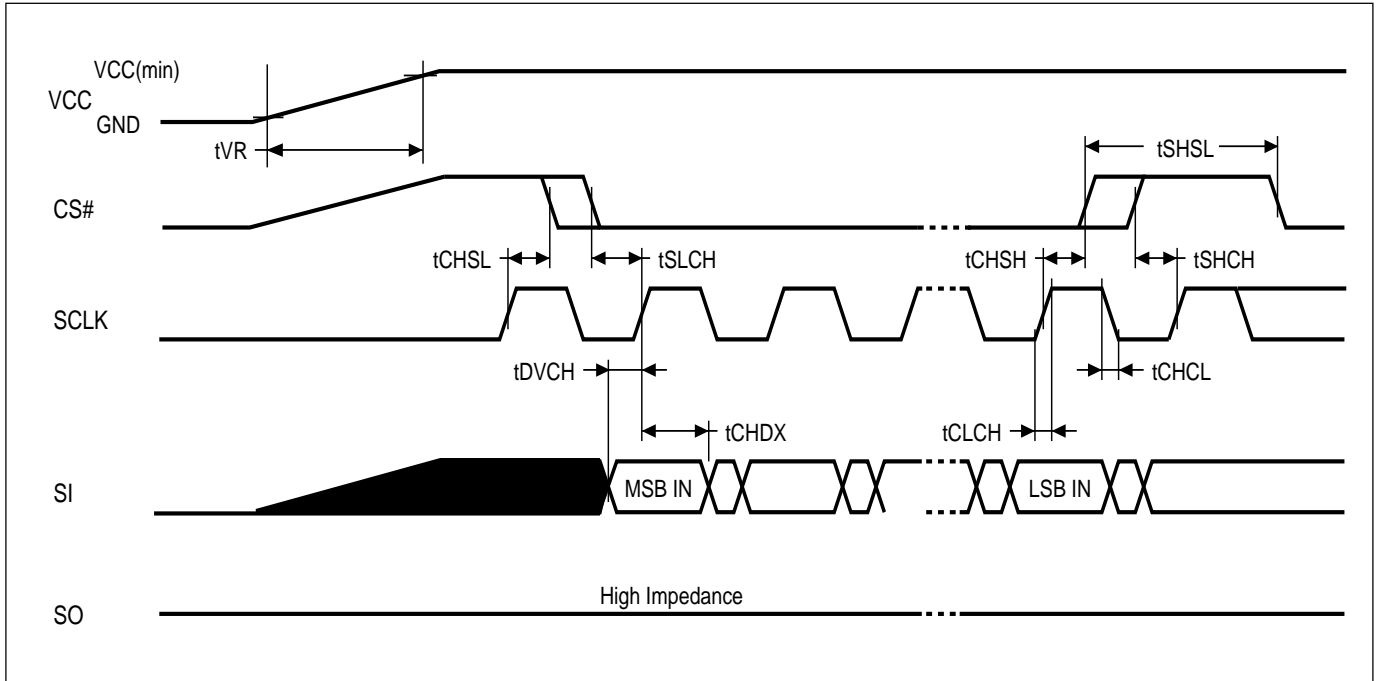 VCC(min)
VCC
GND
tVR
tSHSL
CS#
tCHSL
tSLCH
tCHSH
tSHCH
SCLK
tDVCH
tCHCL
tCHDX
tCLCH
SI
MSB IN
LSB IN
High Impedance
SO